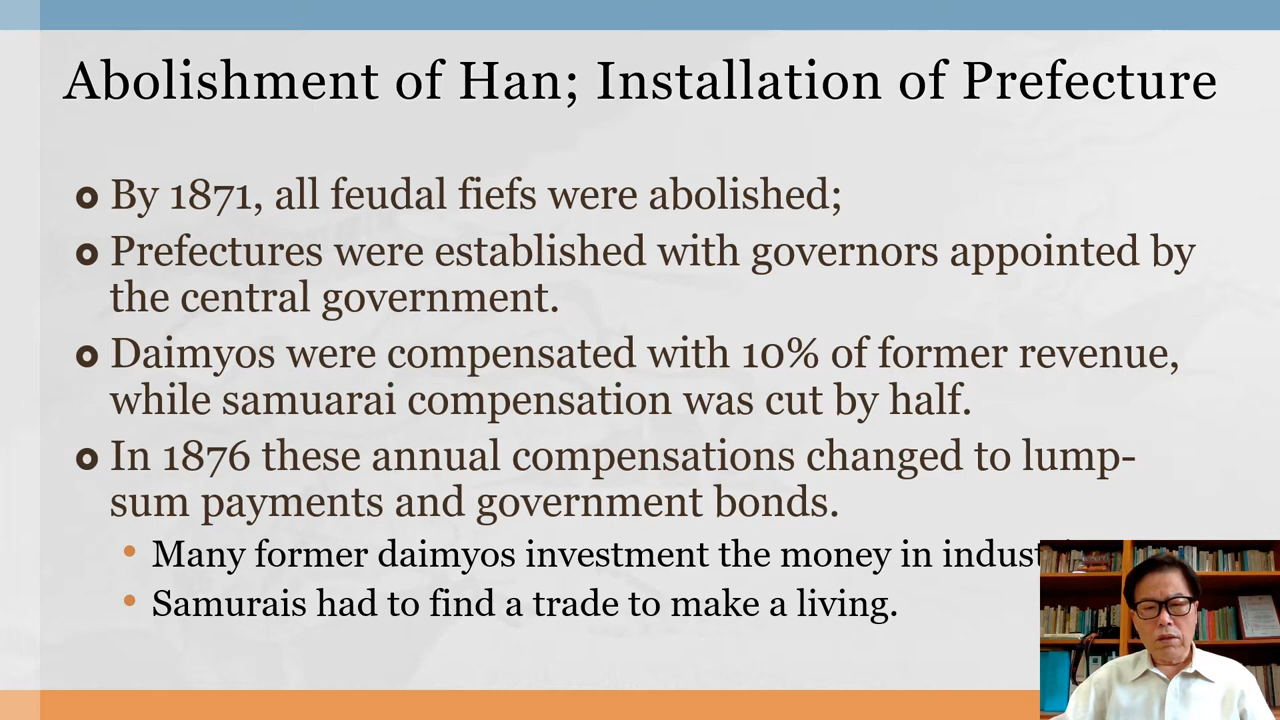 Abolishment of Han; Installation of Prefecture
By 1871, all feudal fiefs were abolished;
Prefectures were established with governors appointed by
the central government.
Daimyos were compensated with 10% of former revenue,
while samuarai compensation was cut by half.
In 1876 these annual compensations changed to lump-
sum payments and government bonds.
Many former daimyos investment the money in
Samurais had to find a trade to make a living.